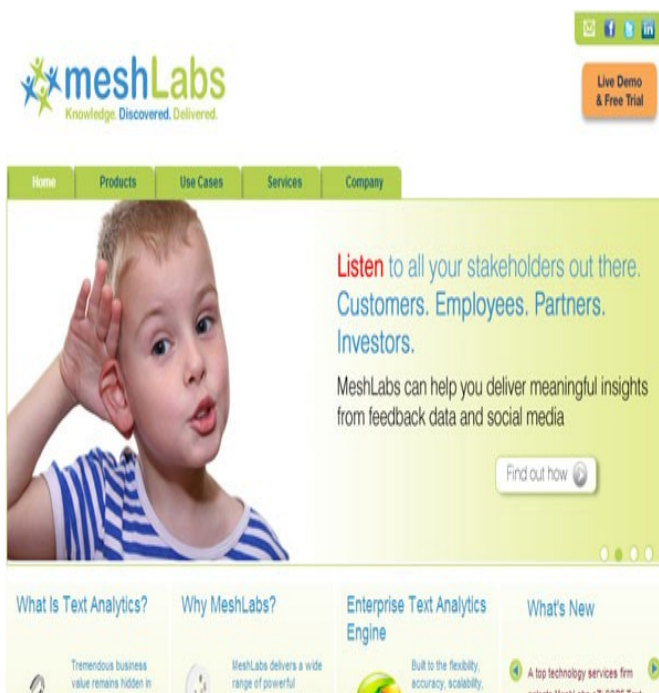 f in
meshLabs
Knowledge. Discovered. Delivered.
Live Demo
& Free Trial
Home Products Use Cases Services Company
Listen to all your stakeholders out there.
Customers. Employees. Partners.
Investors.
MeshLabs can help you deliver meaningful insights
from feedback data and social media
Find out how
What Is Text Analytics?
Tremendous business
value remains hidden in
Why MeshLabs?
MeshLabs delivers a wide
range of powerful
Enterprise Text Analytics
Engine
Built to the flexibility,
accuracy, scalability,
What's New
A top technology services firm